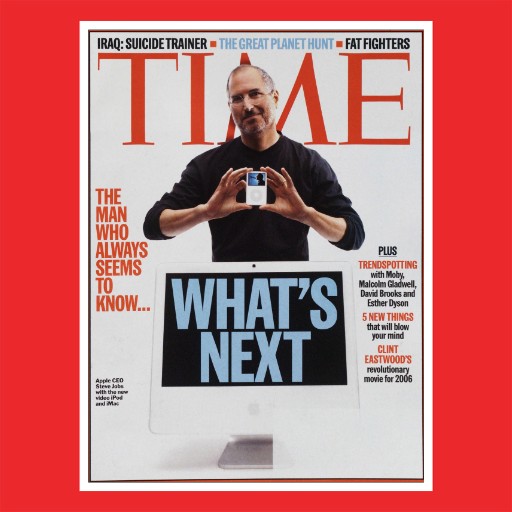 IRAQ: SUICIDE TRAINER ■ THE GREAT PLANET HUNT ■ FAT FIGHTERS
TIME
THE
MAN
WHO
ALWAYS
SEEMS
TO
KNOW...
WHAT'S
NEXT
PLUS
TRENDSPOTTING
with Moby,
Malcolm Gladwell,
David Brooks and
Esther Dyson
5 NEW THINGS
that will blow
your mind
CLINT
EASTWOOD'S
revolutionary
movie for 2006
Apple CEO
Steve Jobs
with the new
video iPod
and iMac